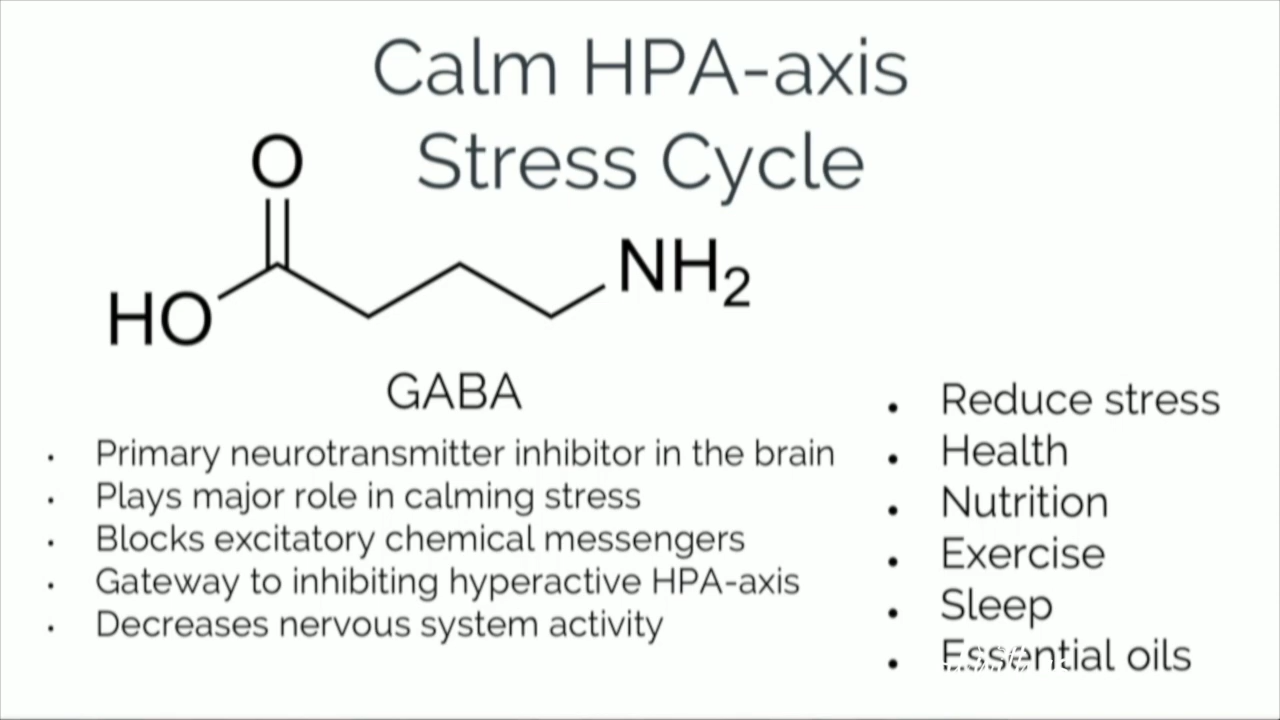 Calm HPA-axis
Stress Cycle
O
HO
NH2
GABA
• Primary neurotransmitter inhibitor in the brain
• Plays major role in calming stress
• Blocks excitatory chemical messengers
• Gateway to inhibiting hyperactive HPA-axis
• Decreases nervous system activity
• Reduce stress
• Health
• Nutrition
• Exercise
• Sleep
• Essential oils